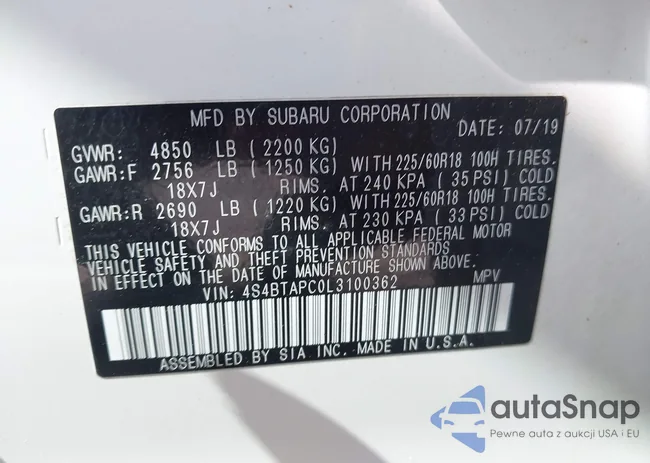 MFD BY SUBARU CORPORATION
DATE: 07/19
GVWR: 4850 LB (2200 KG)
GAWR:F 2756 LB (1250 KG) WITH 225/60R18 100H TIRES.
18X7J RIMS. AT 240 KPA (35 PSI) COLD
GAWR:R 2690 LB (1220 KG) WITH 225/60R18 100H TIRES.
18X7J RIMS. AT 230 KPA (33 PSI) COLD
THIS VEHICLE CONFORMS TO ALL APPLICABLE FEDERAL MOTOR
VEHICLE SAFETY AND THEFT PREVENTION STANDARDS
IN EFFECT ON THE DATE OF MANUFACTURE SHOWN ABOVE.
VIN: 4S4BTAPC0L3100362 MPV
ASSEMBLED BY SIA INC. MADE IN U.S.A.
autoSnap
Pewne auta z aukcji USA i EU